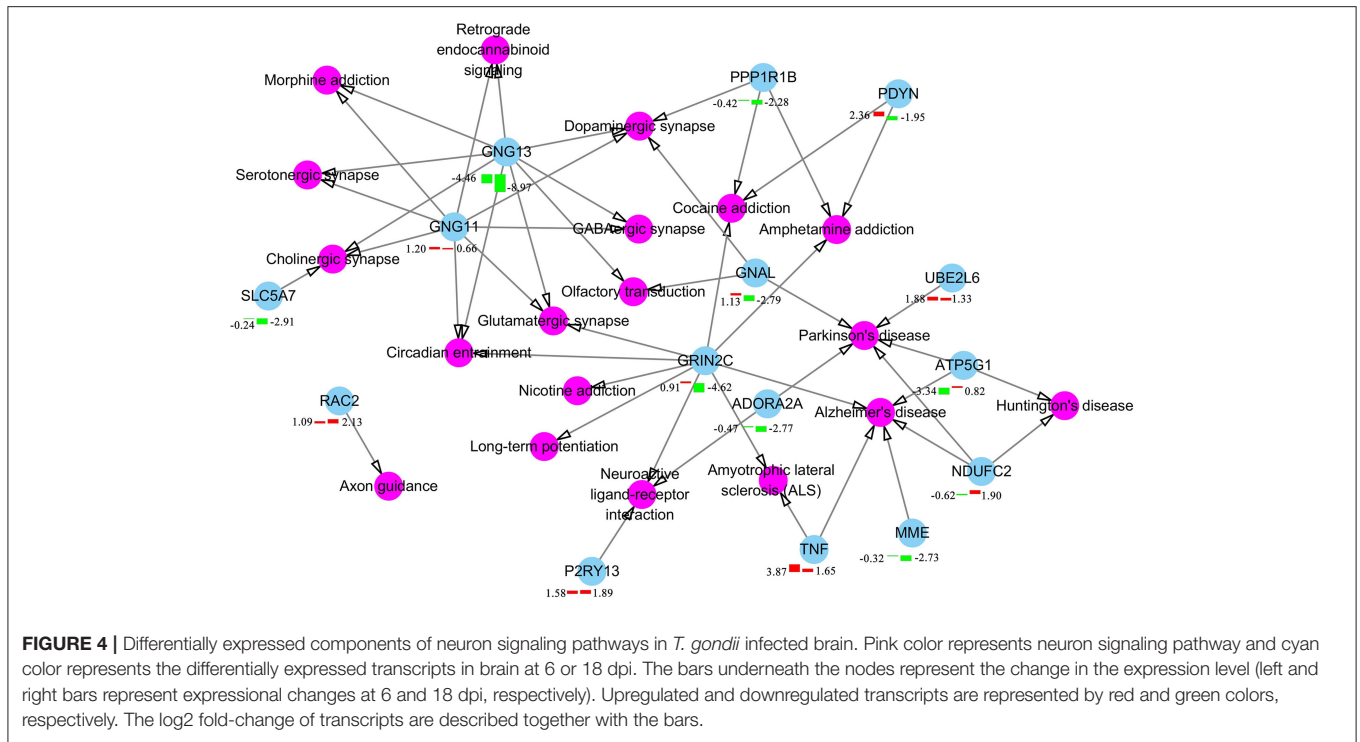 Retrograde
endocannabinoid
signaling
Morphine addiction
PPP1R1B
-0.42 -2.28
PDYN
2.36 -1.95
Dopaminergic synapse
GNG13
-4.46 -8.97
Serotonergic synapse
Cocaine addiction
GNG11
1.20 0.66
GABAergic synapse
Amphetamine addiction
Cholinergic synapse
SLC5A7
-0.24 -2.91
Olfactory transduction
GNAL
1.13 -2.79
UBE2L6
1.88 1.33
Glutamatergic synapse
Parkinson's disease
Circadian entrainment
GRIN2C
0.91 -4.62
ATP5G1
-3.34 0.82
Nicotine addiction
RAC2
1.09 2.13
ADORA2A
-0.47 -2.77
Alzheimer's disease
Huntington's disease
Long-term potentiation
Axon guidance
Neuroactive
ligand-receptor
interaction
Amyotrophic lateral
sclerosis (ALS)
NDUFC2
-0.62 1.90
MME
-0.32 -2.73
TNF
3.87 1.65
P2RY13
1.58 1.89
FIGURE 4 | Differentially expressed components of neuron signaling pathways in T. gondii infected brain. Pink color represents neuron signaling pathway and cyan
color represents the differentially expressed transcripts in brain at 6 or 18 dpi. The bars underneath the nodes represent the change in the expression level (left and
right bars represent expressional changes at 6 and 18 dpi, respectively). Upregulated and downregulated transcripts are represented by red and green colors,
respectively. The log2 fold-change of transcripts are described together with the bars.